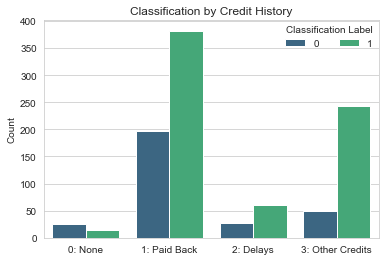 Classification by Credit History
Classification Label
0 1
400
350
300
250
200
150
100
50
0
Count
0: None 1: Paid Back 2: Delays 3: Other Credits